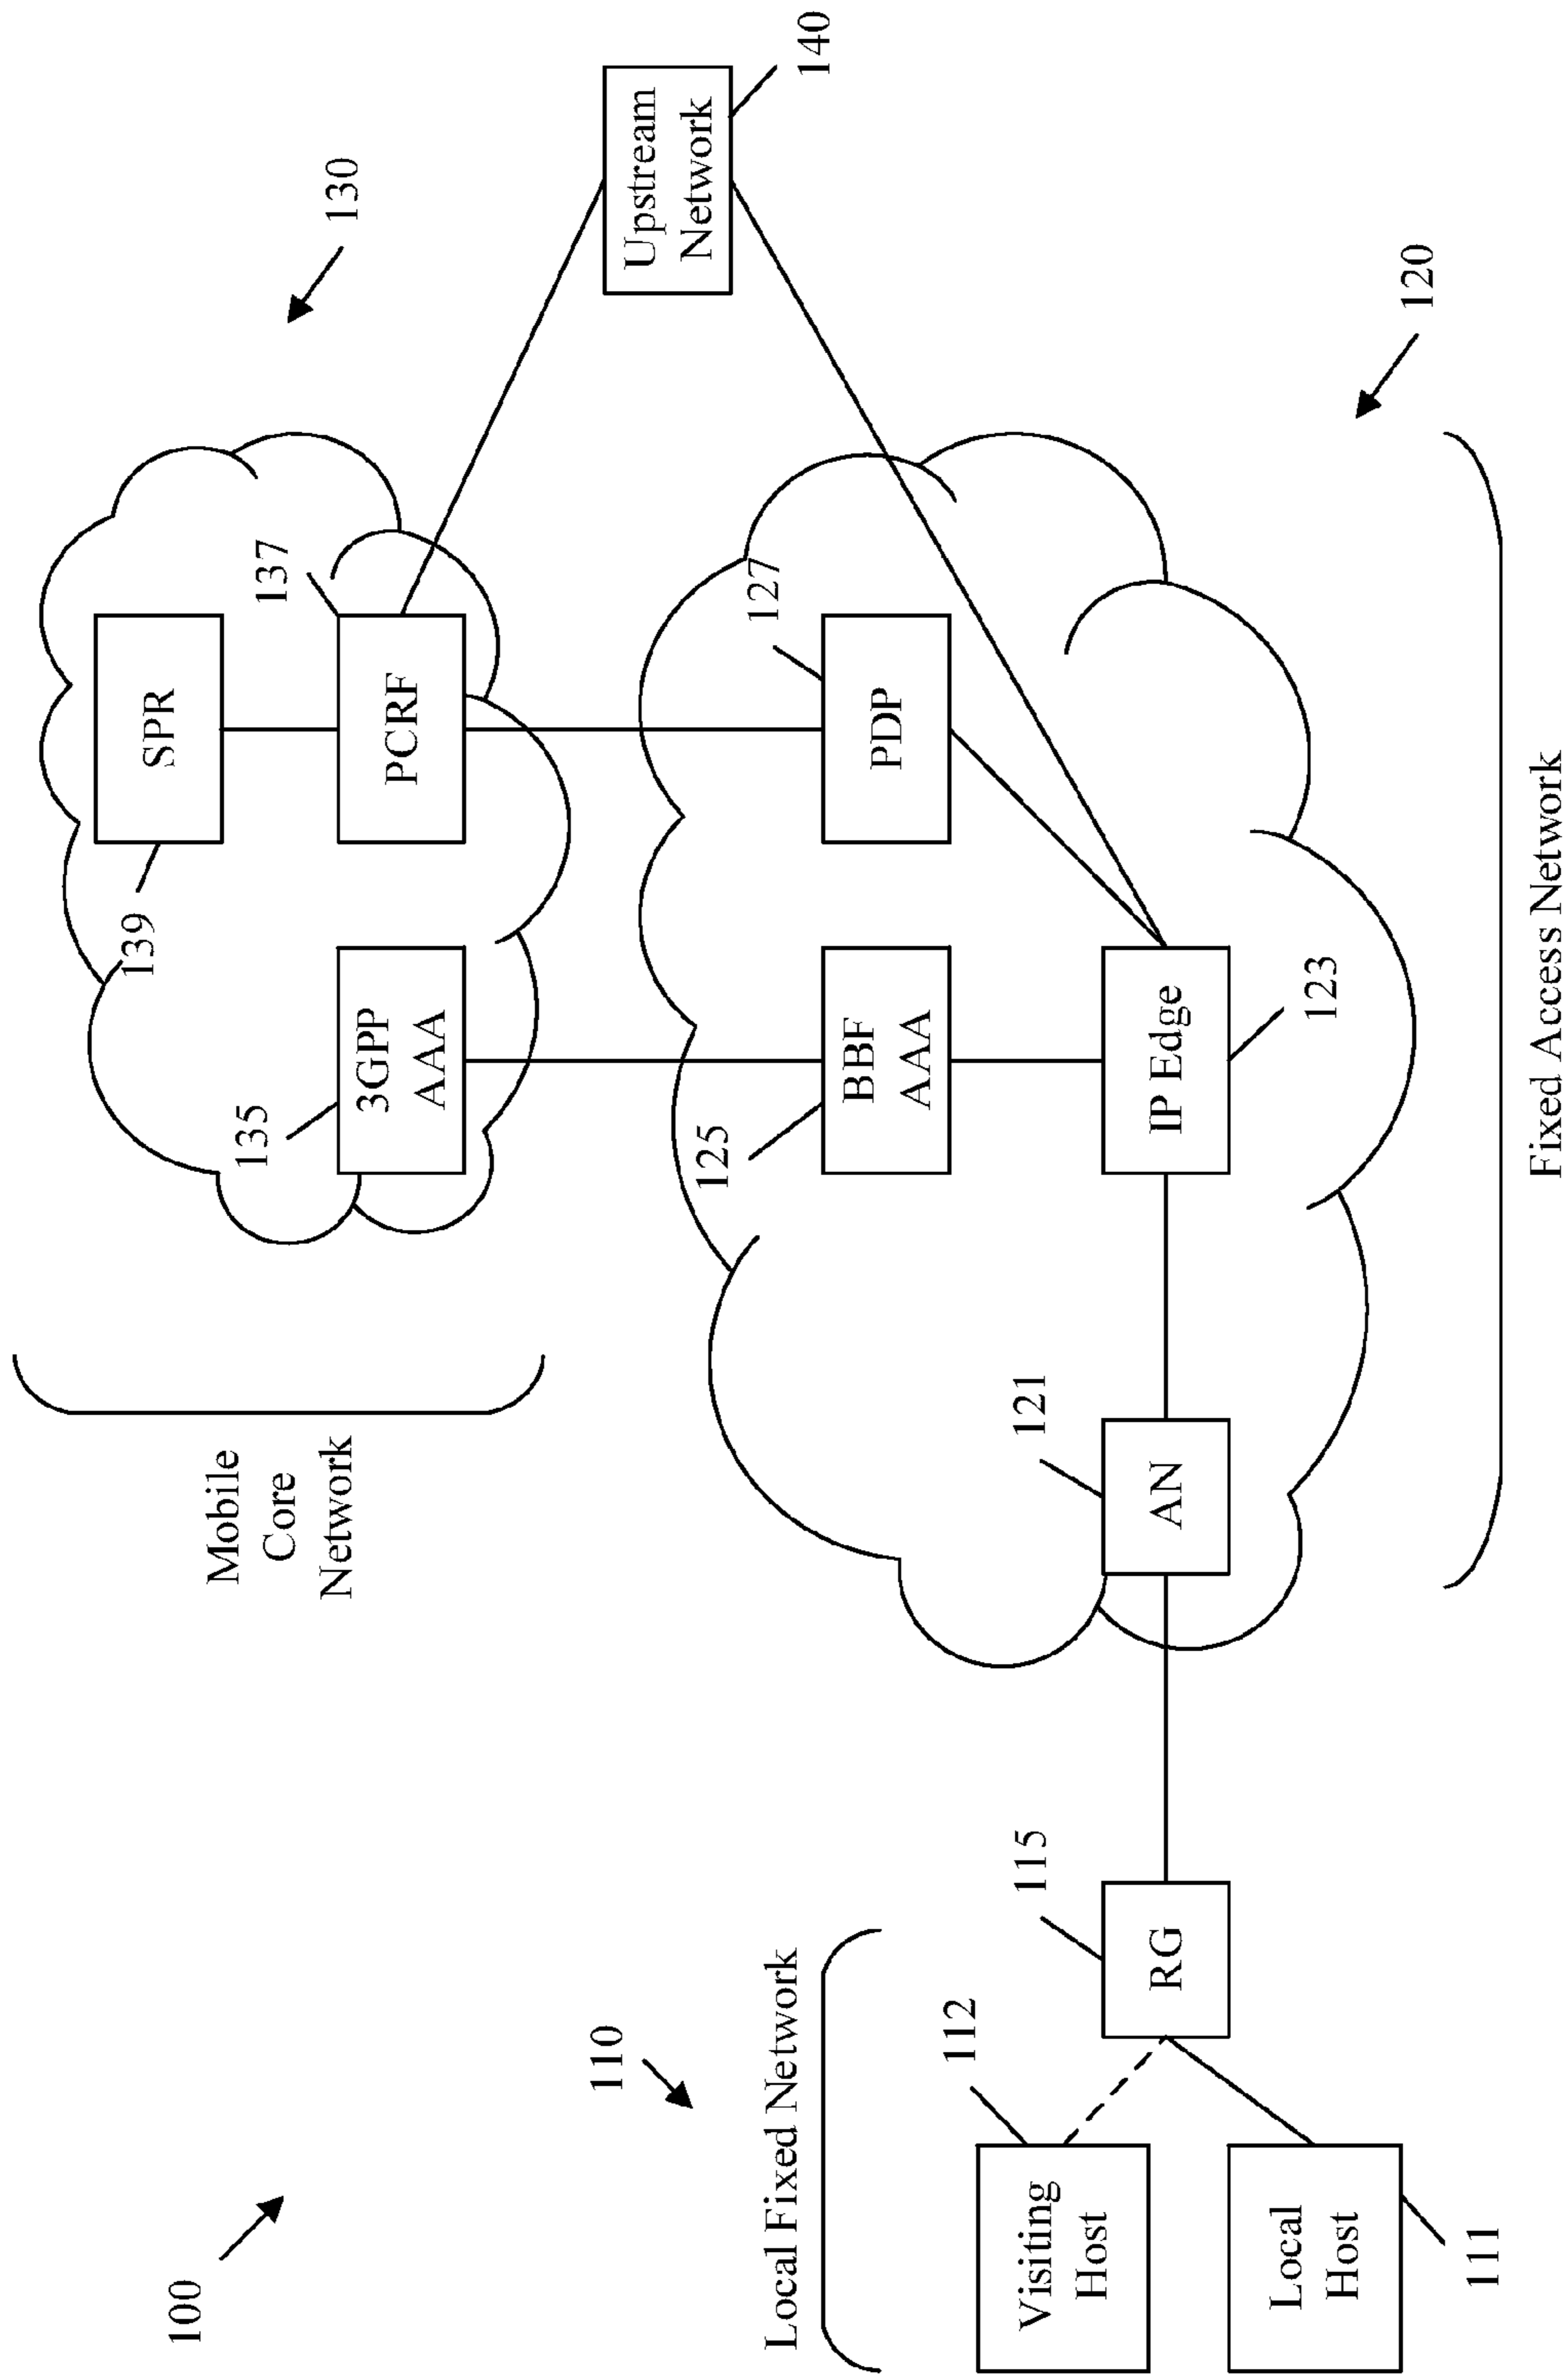 100
Mobile
Core
Network
130
139
SPR
137
135
3GPP
AAA
PCRF
Upstream
Network
140
110
Local Fixed Network
125
127
BBF
AAA
PDP
112
115
121
Visiting
Host
RG
AN
IP Edge
123
120
Local
Host
111
Fixed Access Network